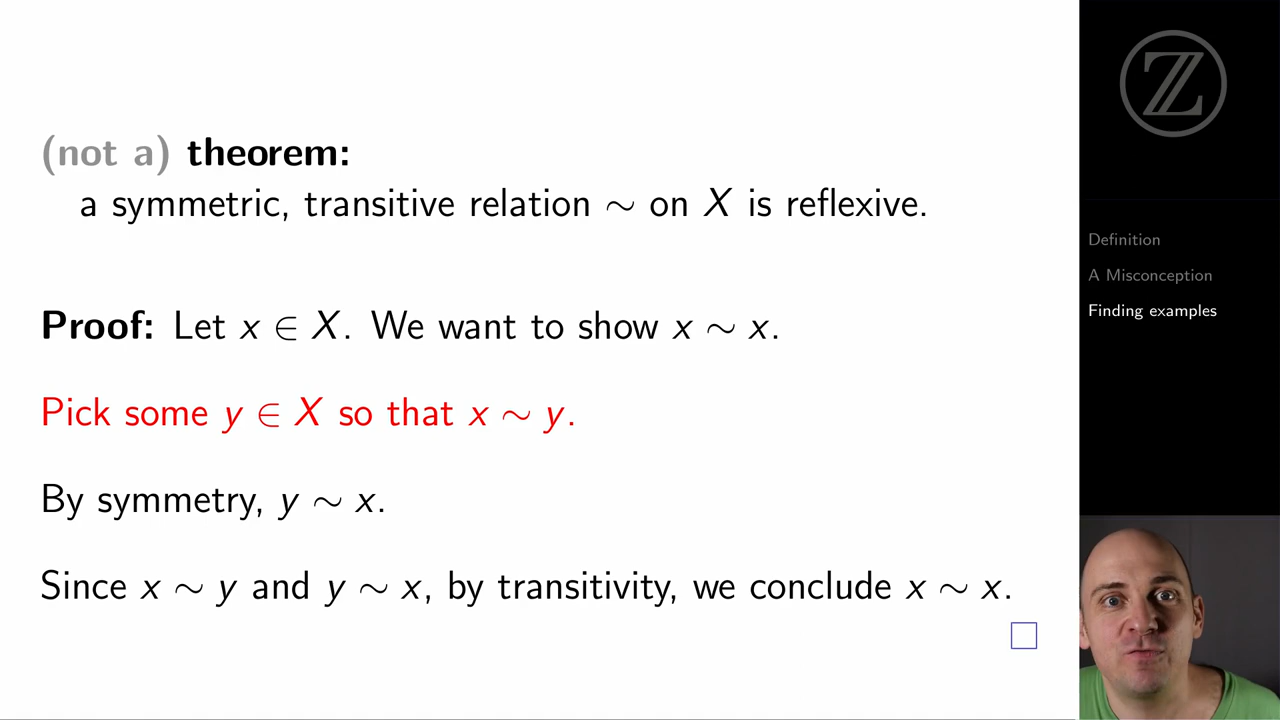 (not a) theorem:
a symmetric, transitive relation ∼ on X is reflexive.
Proof: Let x ∈ X. We want to show x ∼ x.
Pick some y ∈ X so that x ∼ y.
By symmetry, y ∼ x.
Since x ∼ y and y ∼ x, by transitivity, we conclude x ∼ x.
□
ℤ
Definition
A Misconception
Finding examples